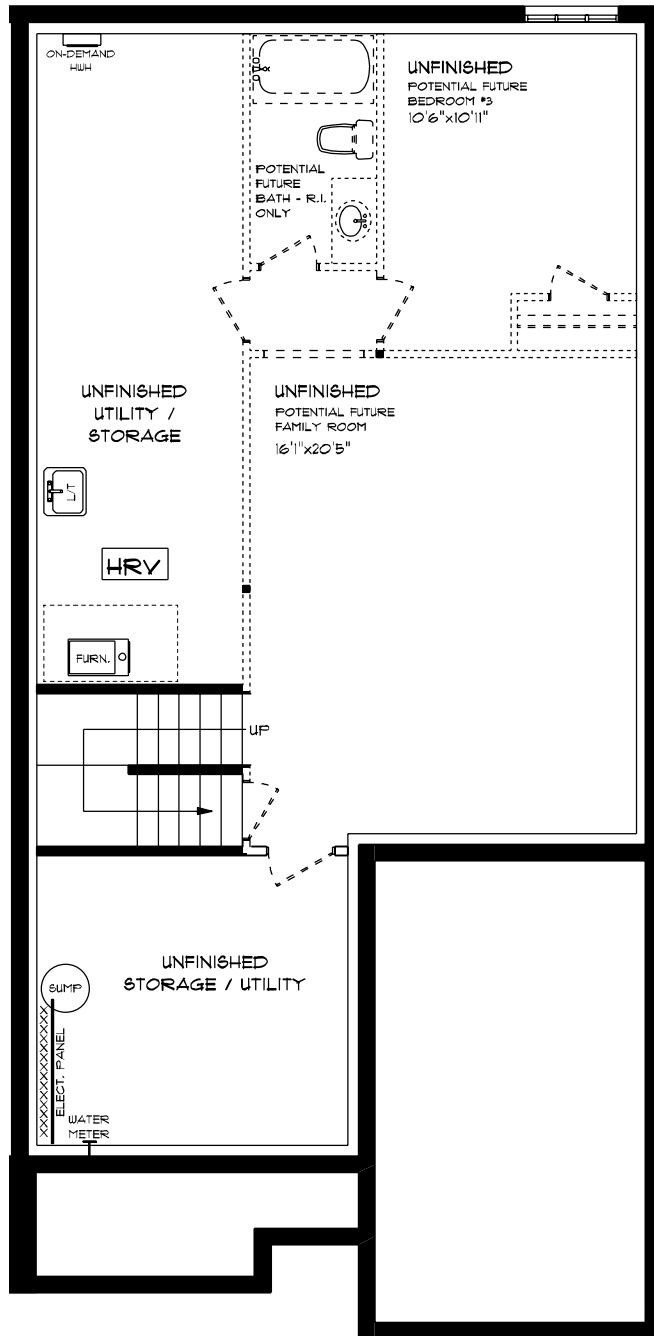 ON-DEMAND
HWH
UNFINISHED
POTENTIAL FUTURE
BEDROOM #3
10'6"x10'11"
POTENTIAL
FUTURE
BATH - R.I.
ONLY
UNFINISHED
UTILITY /
STORAGE
UNFINISHED
POTENTIAL FUTURE
FAMILY ROOM
16'1"x20'5"
L/T
HRV
FURN.
UP
UNFINISHED
STORAGE / UTILITY
SUMP
ELECT. PANEL
WATER
METER